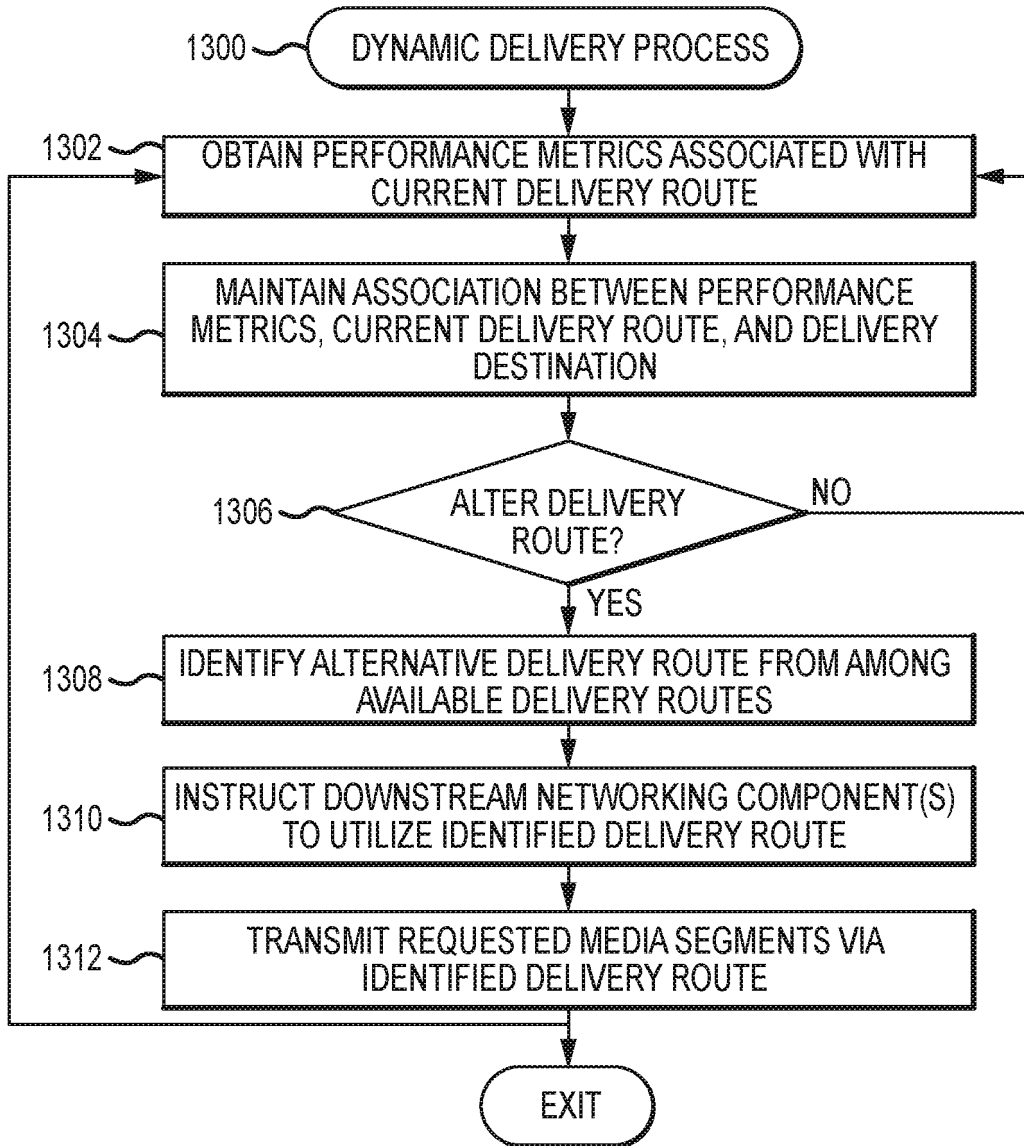 1300
DYNAMIC DELIVERY PROCESS
1302
OBTAIN PERFORMANCE METRICS ASSOCIATED WITH
CURRENT DELIVERY ROUTE
MAINTAIN ASSOCIATION BETWEEN PERFORMANCE
METRICS, CURRENT DELIVERY ROUTE, AND DELIVERY
DESTINATION
1304
ALTER DELIVERY
ROUTE?
1306
NO
YES
1308
IDENTIFY ALTERNATIVE DELIVERY ROUTE FROM AMONG
AVAILABLE DELIVERY ROUTES
1310
INSTRUCT DOWNSTREAM NETWORKING COMPONENT(S)
TO UTILIZE IDENTIFIED DELIVERY ROUTE
1312
TRANSMIT REQUESTED MEDIA SEGMENTS VIA
IDENTIFIED DELIVERY ROUTE
EXIT